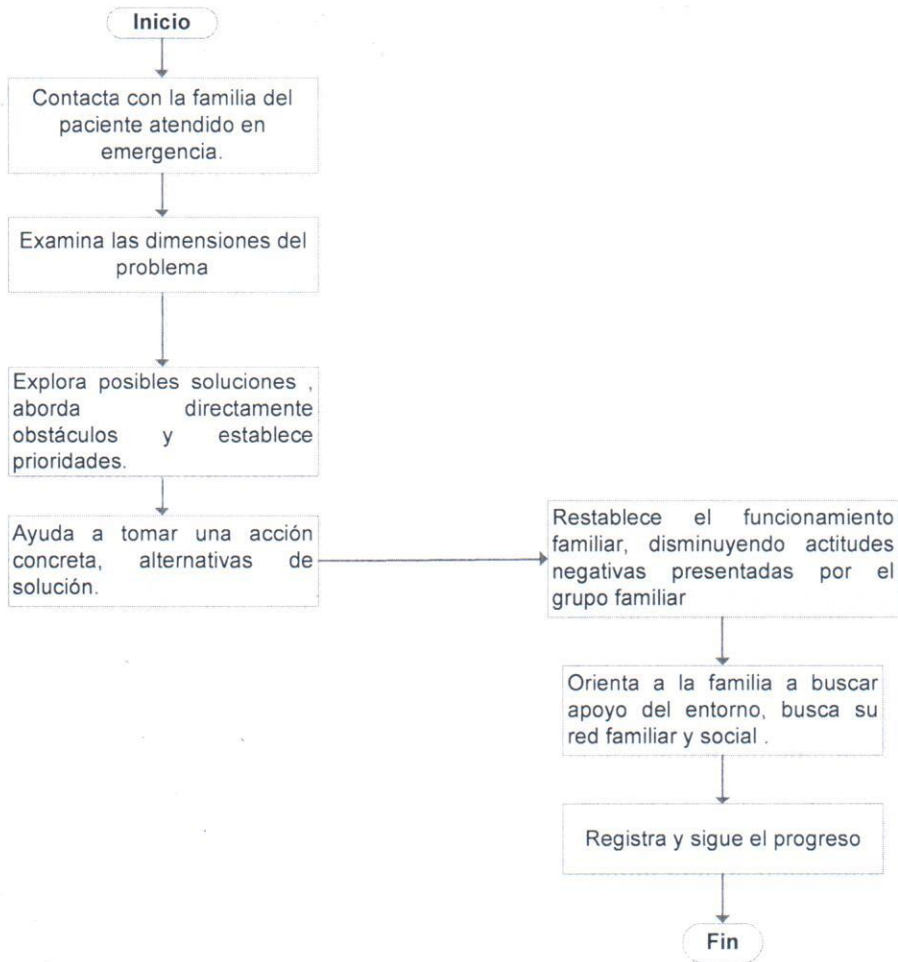 Inicio
Contacta con la familia del
paciente atendido en
emergencia.
Examina las dimensiones del
problema
Explora posibles soluciones ,
aborda directamente
obstáculos y establece
prioridades.
Ayuda a tomar una acción
concreta, alternativas de
solución.
Restablece el funcionamiento
familiar, disminuyendo actitudes
negativas presentadas por el
grupo familiar
Orienta a la familia a buscar
apoyo del entorno, busca su
red familiar y social .
Registra y sigue el progreso
Fin